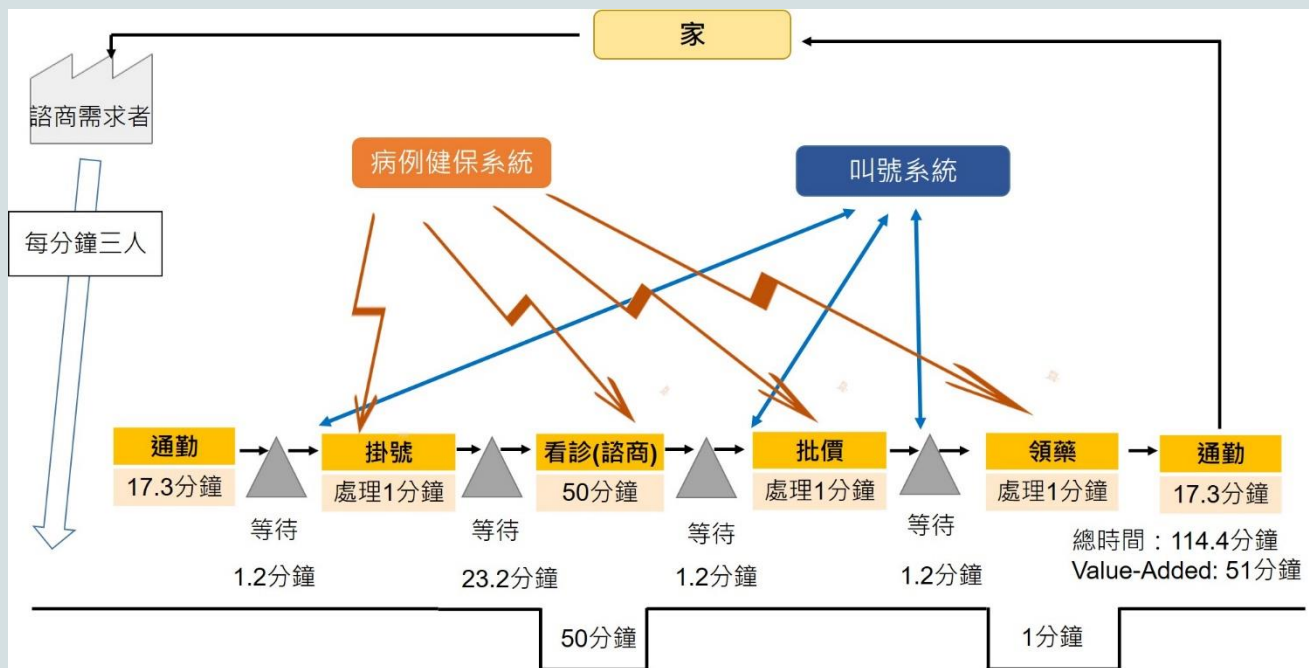 家
諮商需求者
病例健保系統
叫號系統
每分鐘三人
通勤
17.3分鐘
等待
1.2分鐘
掛號
處理1分鐘
等待
23.2分鐘
看診(諮商)
50分鐘
等待
1.2分鐘
批價
處理1分鐘
等待
1.2分鐘
領藥
處理1分鐘
通勤
17.3分鐘
總時間：114.4分鐘
Value-Added: 51分鐘
50分鐘
1分鐘